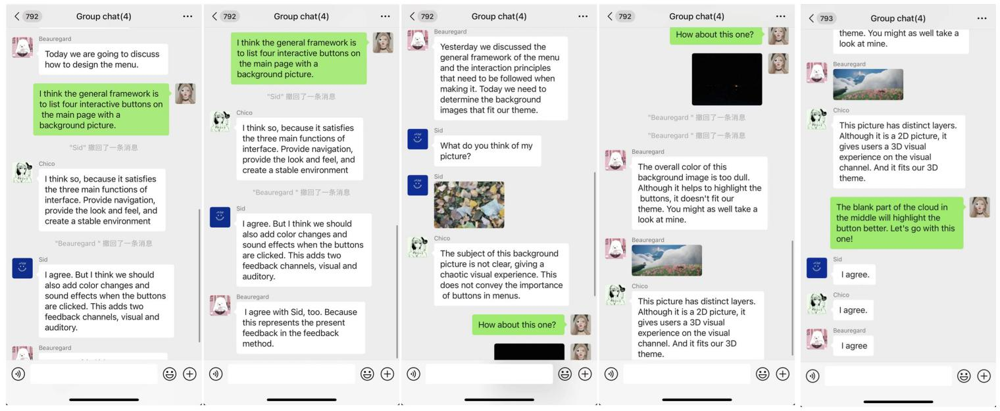 792
Group chat(4)
Beauregard
Today we are going to discuss
how to design the menu.
I think the general framework is
to list four interactive buttons on
the main page with a
background picture.
"Sid" 撤回了一条消息
Chico
I think so, because it satisfies
the three main functions of
interface. Provide navigation,
provide the look and feel, and
create a stable environment
"Beauregard " 撤回了一条消息
Sid
I agree. But I think we should
also add color changes and
sound effects when the buttons
are clicked. This adds two
feedback channels, visual and
auditory.
Beauregard
792
Group chat(4)
I think the general framework is
to list four interactive buttons on
the main page with a
background picture.
"Sid" 撤回了一条消息
Chico
I think so, because it satisfies
the three main functions of
interface. Provide navigation,
provide the look and feel, and
create a stable environment
"Beauregard " 撤回了一条消息
Sid
I agree. But I think we should
also add color changes and
sound effects when the buttons
are clicked. This adds two
feedback channels, visual and
auditory.
Beauregard
I agree with Sid, too. Because
this represents the present
feedback in the feedback
method.
792
Group chat(4)
Beauregard
Yesterday we discussed the
general framework of the menu
and the interaction principles
that need to be followed when
making it. Today we need to
determine the background
images that fit our theme.
Sid
What do you think of my
picture?
Sid
Chico
The subject of this background
picture is not clear, giving a
chaotic visual experience. This
does not convey the importance
of buttons in menus.
How about this one?
792
Group chat(4)
How about this one?
"Beauregard " 撤回了一条消息
"Beauregard " 撤回了一条消息
Beauregard
The overall color of this
background image is too dull.
Although it helps to highlight the
buttons, it doesn't fit our
theme. You might as well take a
look at mine.
Beauregard
Chico
This picture has distinct layers.
Although it is a 2D picture, it
gives users a 3D visual
experience on the visual
channel. And it fits our 3D
theme.
793
Group chat(4)
theme. You might as well take a
look at mine.
Beauregard
Chico
This picture has distinct layers.
Although it is a 2D picture, it
gives users a 3D visual
experience on the visual
channel. And it fits our 3D
theme.
The blank part of the cloud in
the middle will highlight the
button better. Let's go with this
one!
Sid
I agree.
Chico
I agree.
Beauregard
I agree